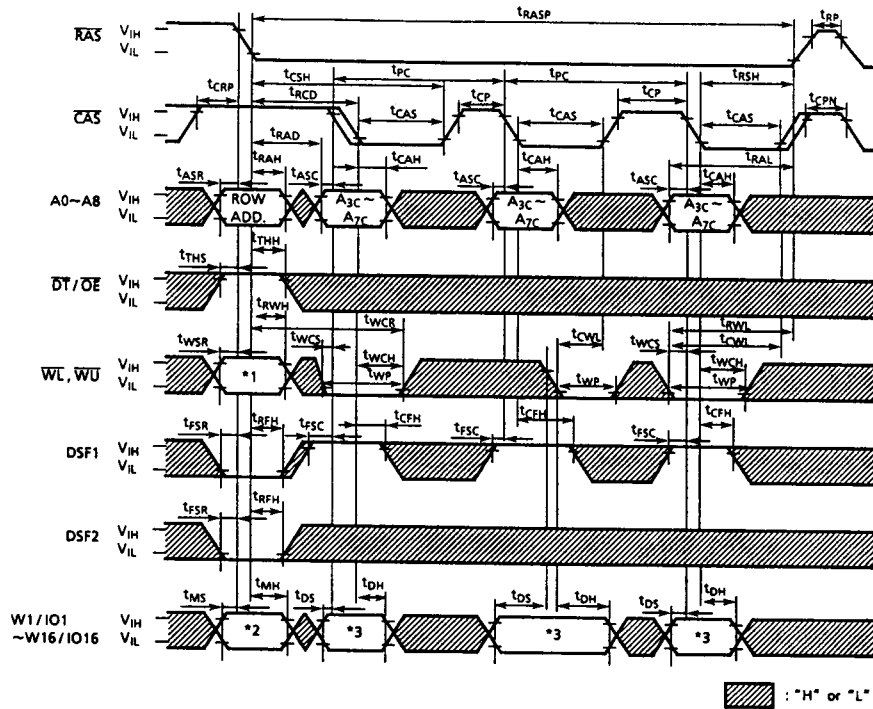 tRASP tRP
RAS VIH
VIL
tCSH tPC tPC tRSH
tCRP tRCD tCP tCP tCPN
CAS VIH
VIL
tCAS tCAS tCAS
tRAD tRAL
tASR tRAH tASC tCAH tASC tCAH tASC tCAH
A0~A8 VIH
VIL
ROW ADD. A3C~ A7C A3C~ A7C A3C~ A7C
tTHS tTHH
DT/OE VIH
VIL
tRWH tWCR tRWL
tWSR tWCS tCWL tWCS tCWL
WL, WU VIH
VIL
*1 tWCH tWP tWP tWCH tWP
tFSR tRFH tFSC tCFH tFSC tCFH tFSC tCFH
DSF1 VIH
VIL
tFSR tRFH
DSF2 VIH
VIL
tMS tMH tDS tDH tDS tDH tDS tDH
W1/IO1 VIH
~W16/IO16 VIL
*2 *3 *3 *3
: "H" or "L"